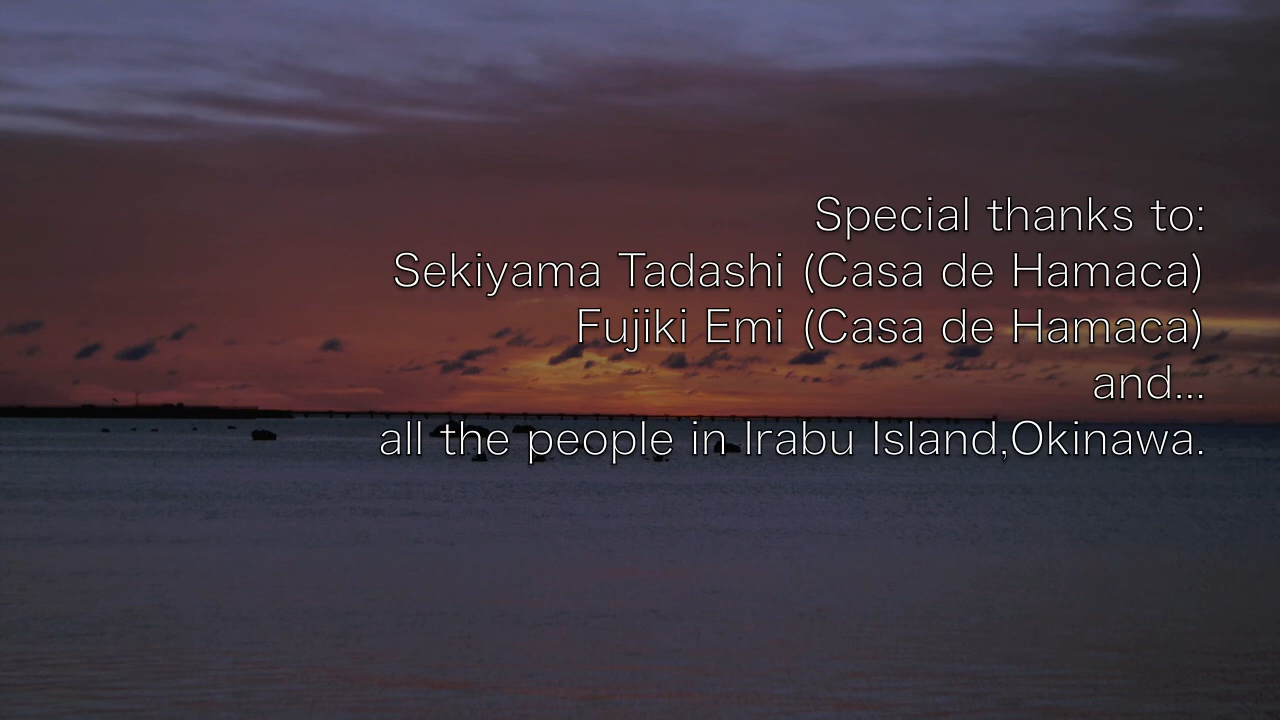 Special thanks to:
Sekiyama Tadashi (Casa de Hamaca)
Fujiki Emi (Casa de Hamaca)
and...
all the people in Irabu Island,Okinawa.